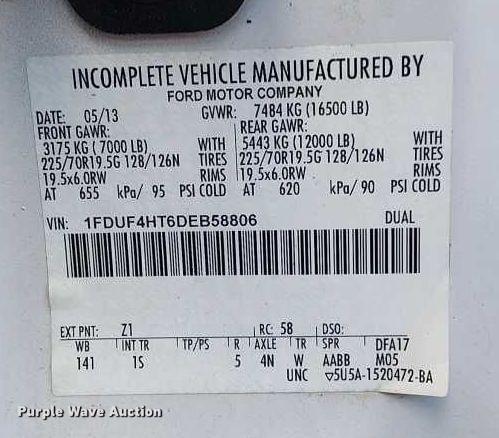 INCOMPLETE VEHICLE MANUFACTURED BY
FORD MOTOR COMPANY
DATE: 05/13 GVWR: 7484 KG (16500 LB)
FRONT GAWR: REAR GAWR:
3175 KG ( 7000 LB) WITH 5443 KG (12000 LB) WITH
225/70R19.5G 128/126N TIRES 225/70R19.5G 128/126N TIRES
19.5x6.0RW RIMS 19.5x6.0RW RIMS
AT 655 kPa/ 95 PSI COLD AT 620 kPa/ 90 PSI COLD
VIN: 1FDUF4HT6DEB58806 DUAL
EXT PNT: Z1 RC: 58 DSO:
WB INT TR TP/PS R AXLE TR SPR DFA17
141 1S 5 4N W AABB M05
UNC ▽5U5A-1520472-BA
Purple Wave Auction